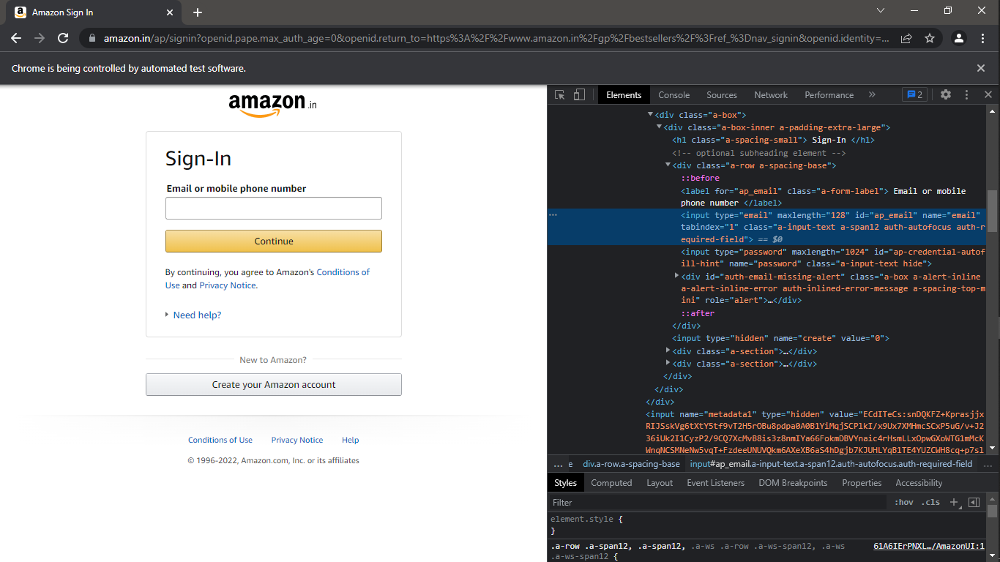 Amazon Sign In
amazon.in/ap/signin?openid.pape.max_auth_age=0&openid.return_to=https%3A%2F%2Fwww.amazon.in%2Fgp%2Fbestsellers%2F%3Fref_%3Dnav_signin&openid.identity=...
Chrome is being controlled by automated test software.
amazon.in
Sign-In
Email or mobile phone number
Continue
By continuing, you agree to Amazon's Conditions of
Use and Privacy Notice.
Need help?
New to Amazon?
Create your Amazon account
Conditions of Use Privacy Notice Help
© 1996-2022, Amazon.com, Inc. or its affiliates
Elements Console Sources Network Performance » 2
<div class="a-box">
<div class="a-box-inner a-padding-extra-large">
<h1 class="a-spacing-small"> Sign-In </h1>
<!-- optional subheading element -->
<div class="a-row a-spacing-base">
::before
<label for="ap_email" class="a-form-label"> Email or mobile
phone number </label>
… <input type="email" maxlength="128" id="ap_email" name="email"
tabindex="1" class="a-input-text a-span12 auth-autofocus auth-r
equired-field"> == $0
<input type="password" maxlength="1024" id="ap-credential-autof
ill-hint" name="password" class="a-input-text hide">
<div id="auth-email-missing-alert" class="a-box a-alert-inline
a-alert-inline-error auth-inlined-error-message a-spacing-top-m
ini" role="alert">…</div>
::after
</div>
<input type="hidden" name="create" value="0">
<div class="a-section">…</div>
<div class="a-section">…</div>
</div>
</div>
</div>
<input name="metadata1" type="hidden" value="ECdITeCs:snDQKFZ+Kprasjjx
RIJSskVg6tXtY5tf9vT2H5rOBu8pdpa0A0B1YiMqjSCPlkI/x9Ux7XMHmcSCxP5uG/v+J2
36iUk2I1CyzP2/9CQ7XcMvB8is3z8nmIYa66FokmDBVYnaic4rHsmLLxOpwGXoWTG1mMcK
WnqNCSMNeNw5vqT+FzdeeUNUVQkm6AXeXB6aS4hDgjb7KJUHLYqB1TE4YUZCWH8cq+p7sl
… e div.a-row.a-spacing-base input#ap_email.a-input-text.a-span12.auth-autofocus.auth-required-field …
Styles Computed Layout Event Listeners DOM Breakpoints Properties Accessibility
Filter :hov .cls
element.style {
}
.a-row .a-span12, .a-span12, .a-ws .a-row .a-ws-span12, .a-ws 61A6IErPNXL…/AmazonUI:1
.a-ws-span12 {